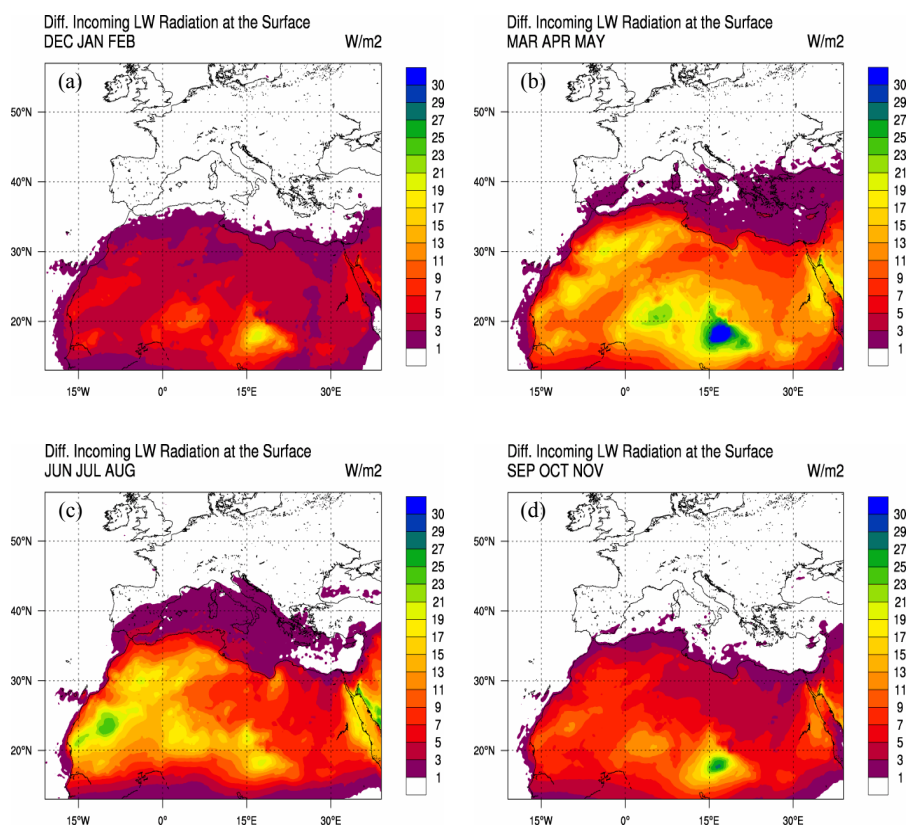 Diff. Incoming LW Radiation at the Surface
DEC JAN FEB W/m2
(a)
50°N
40°N
30°N
20°N
15°W 0° 15°E 30°E
30
29
27
23
21
19
17
15
13
11
9
7
5
3
1
Diff. Incoming LW Radiation at the Surface
MAR APR MAY W/m2
(b)
50°N
40°N
30°N
20°N
15°W 0° 15°E 30°E
30
29
27
23
21
19
17
15
13
11
9
7
5
3
1
Diff. Incoming LW Radiation at the Surface
JUN JUL AUG W/m2
(c)
50°N
40°N
30°N
20°N
15°W 0° 15°E 30°E
30
29
27
25
23
21
19
17
15
13
11
9
7
5
3
1
Diff. Incoming LW Radiation at the Surface
SEP OCT NOV W/m2
(d)
50°N
40°N
30°N
20°N
15°W 0° 15°E 30°E
30
29
27
25
23
21
19
17
15
13
11
9
7
5
3
1